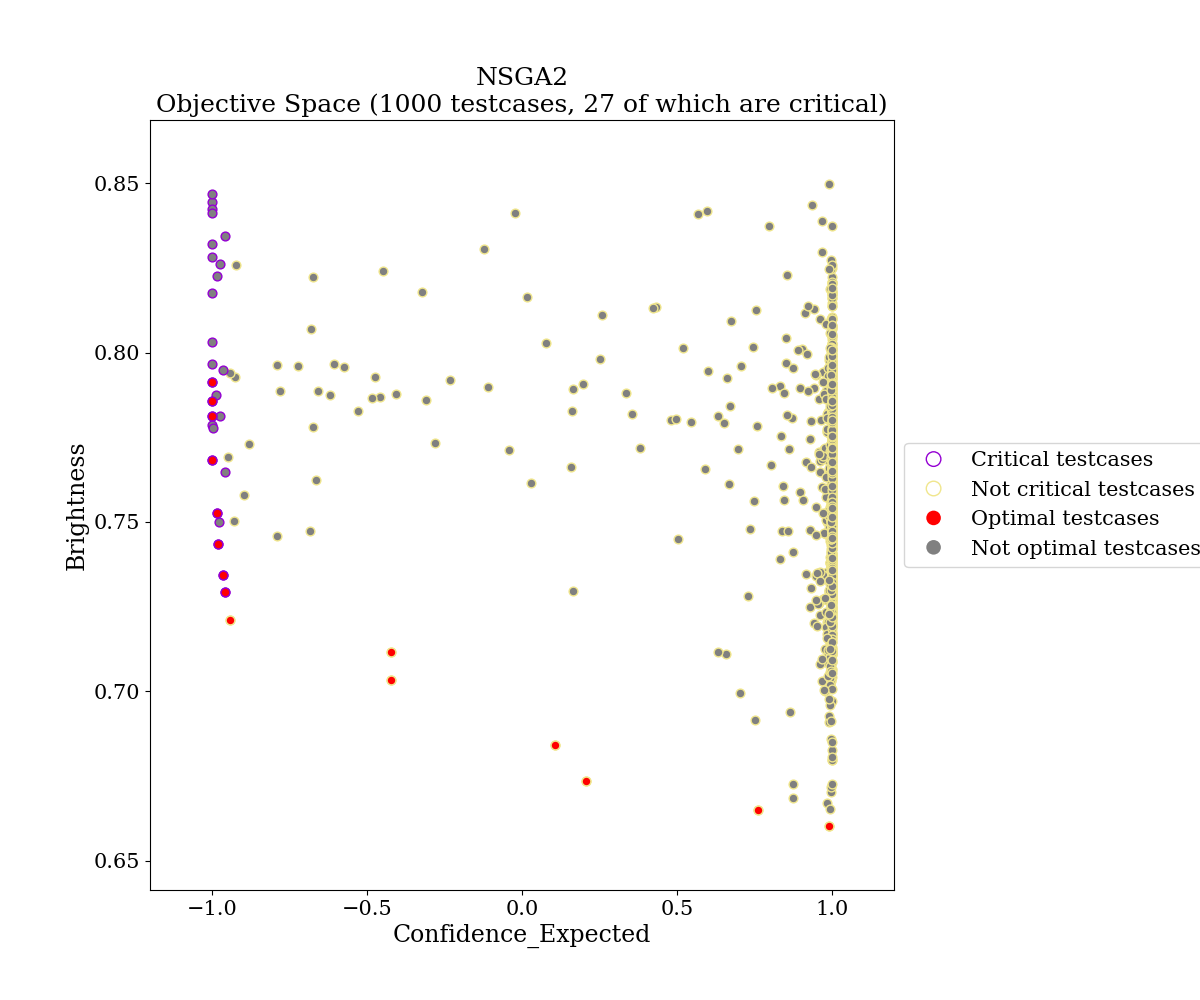 NSGA2
Objective Space (1000 testcases, 27 of which are critical)
0.85
0.80
0.75
0.70
0.65
Brightness
−1.0
−0.5
0.0
0.5
1.0
Confidence_Expected
Critical testcases
Not critical testcases
Optimal testcases
Not optimal testcases